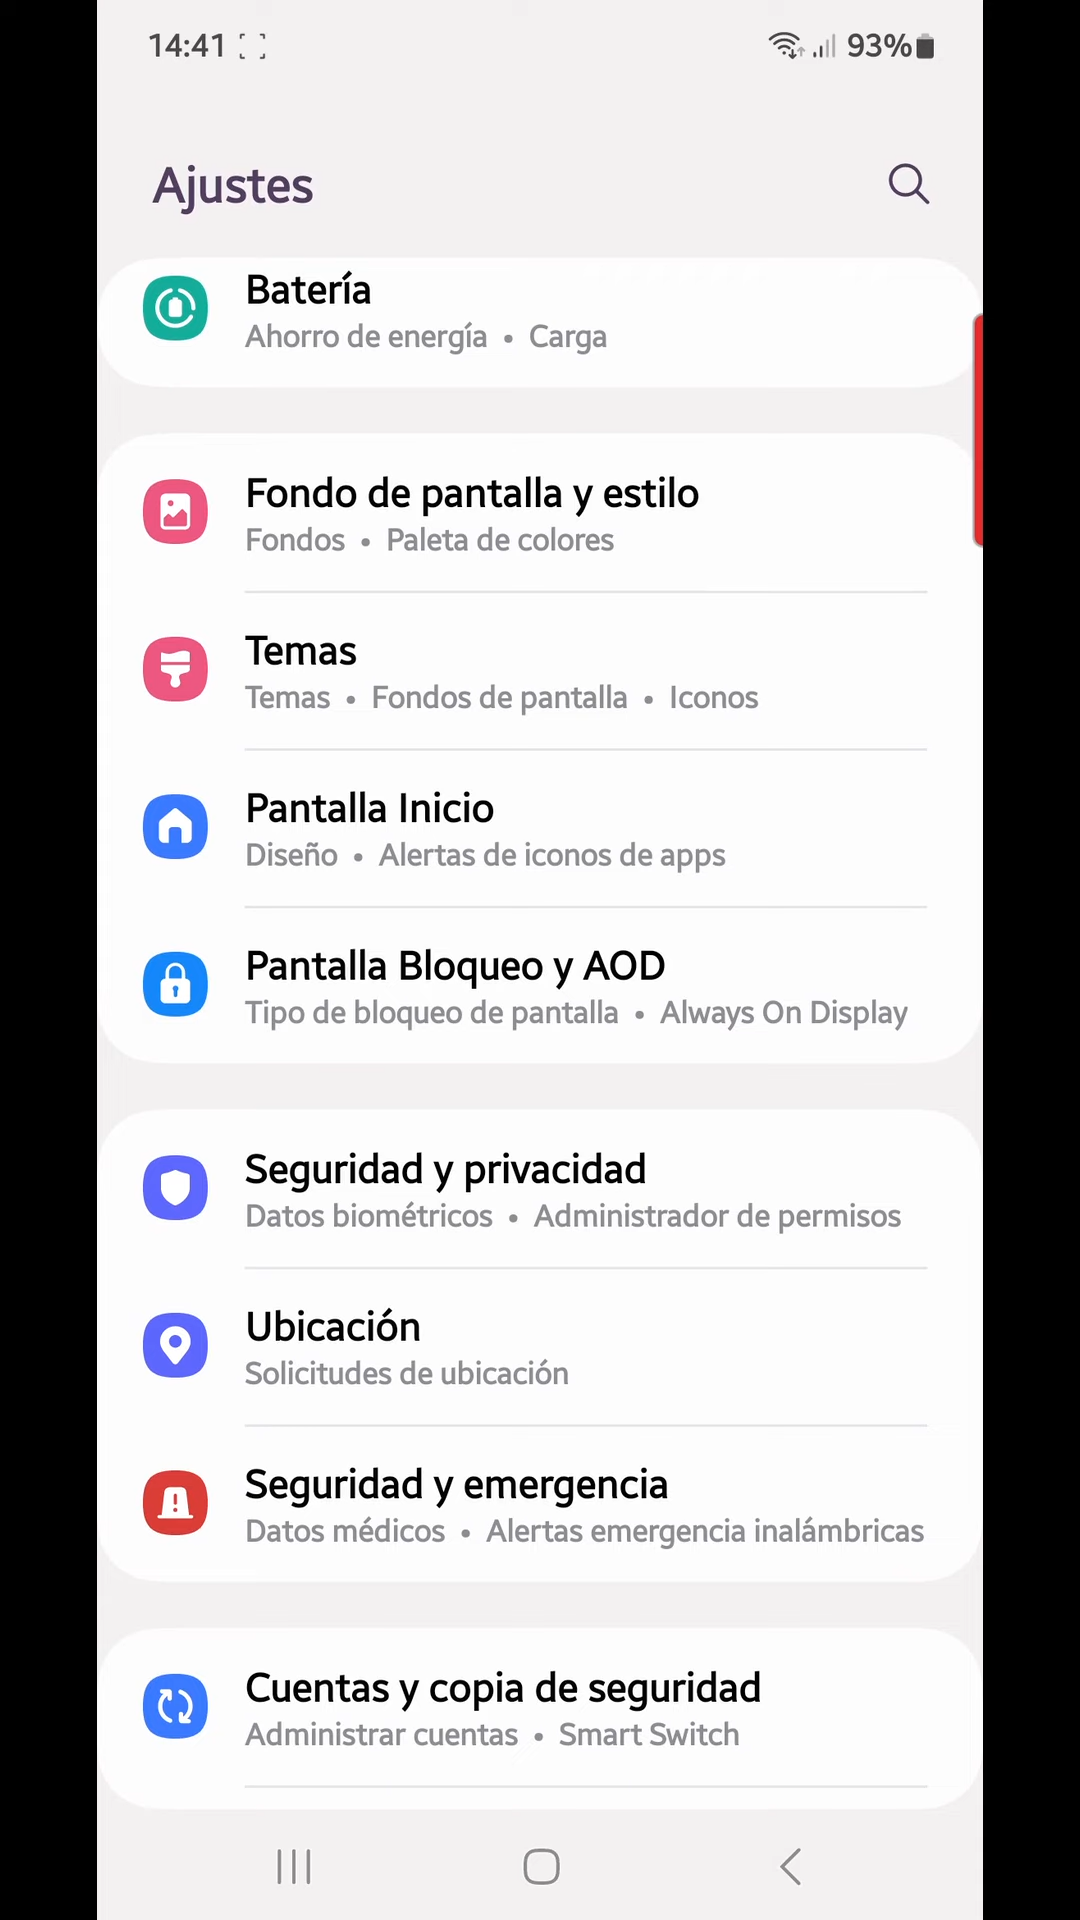 14:41 93%
Ajustes
Batería
Ahorro de energía • Carga
Fondo de pantalla y estilo
Fondos • Paleta de colores
Temas
Temas • Fondos de pantalla • Iconos
Pantalla Inicio
Diseño • Alertas de iconos de apps
Pantalla Bloqueo y AOD
Tipo de bloqueo de pantalla • Always On Display
Seguridad y privacidad
Datos biométricos • Administrador de permisos
Ubicación
Solicitudes de ubicación
Seguridad y emergencia
Datos médicos • Alertas emergencia inalámbricas
Cuentas y copia de seguridad
Administrar cuentas • Smart Switch